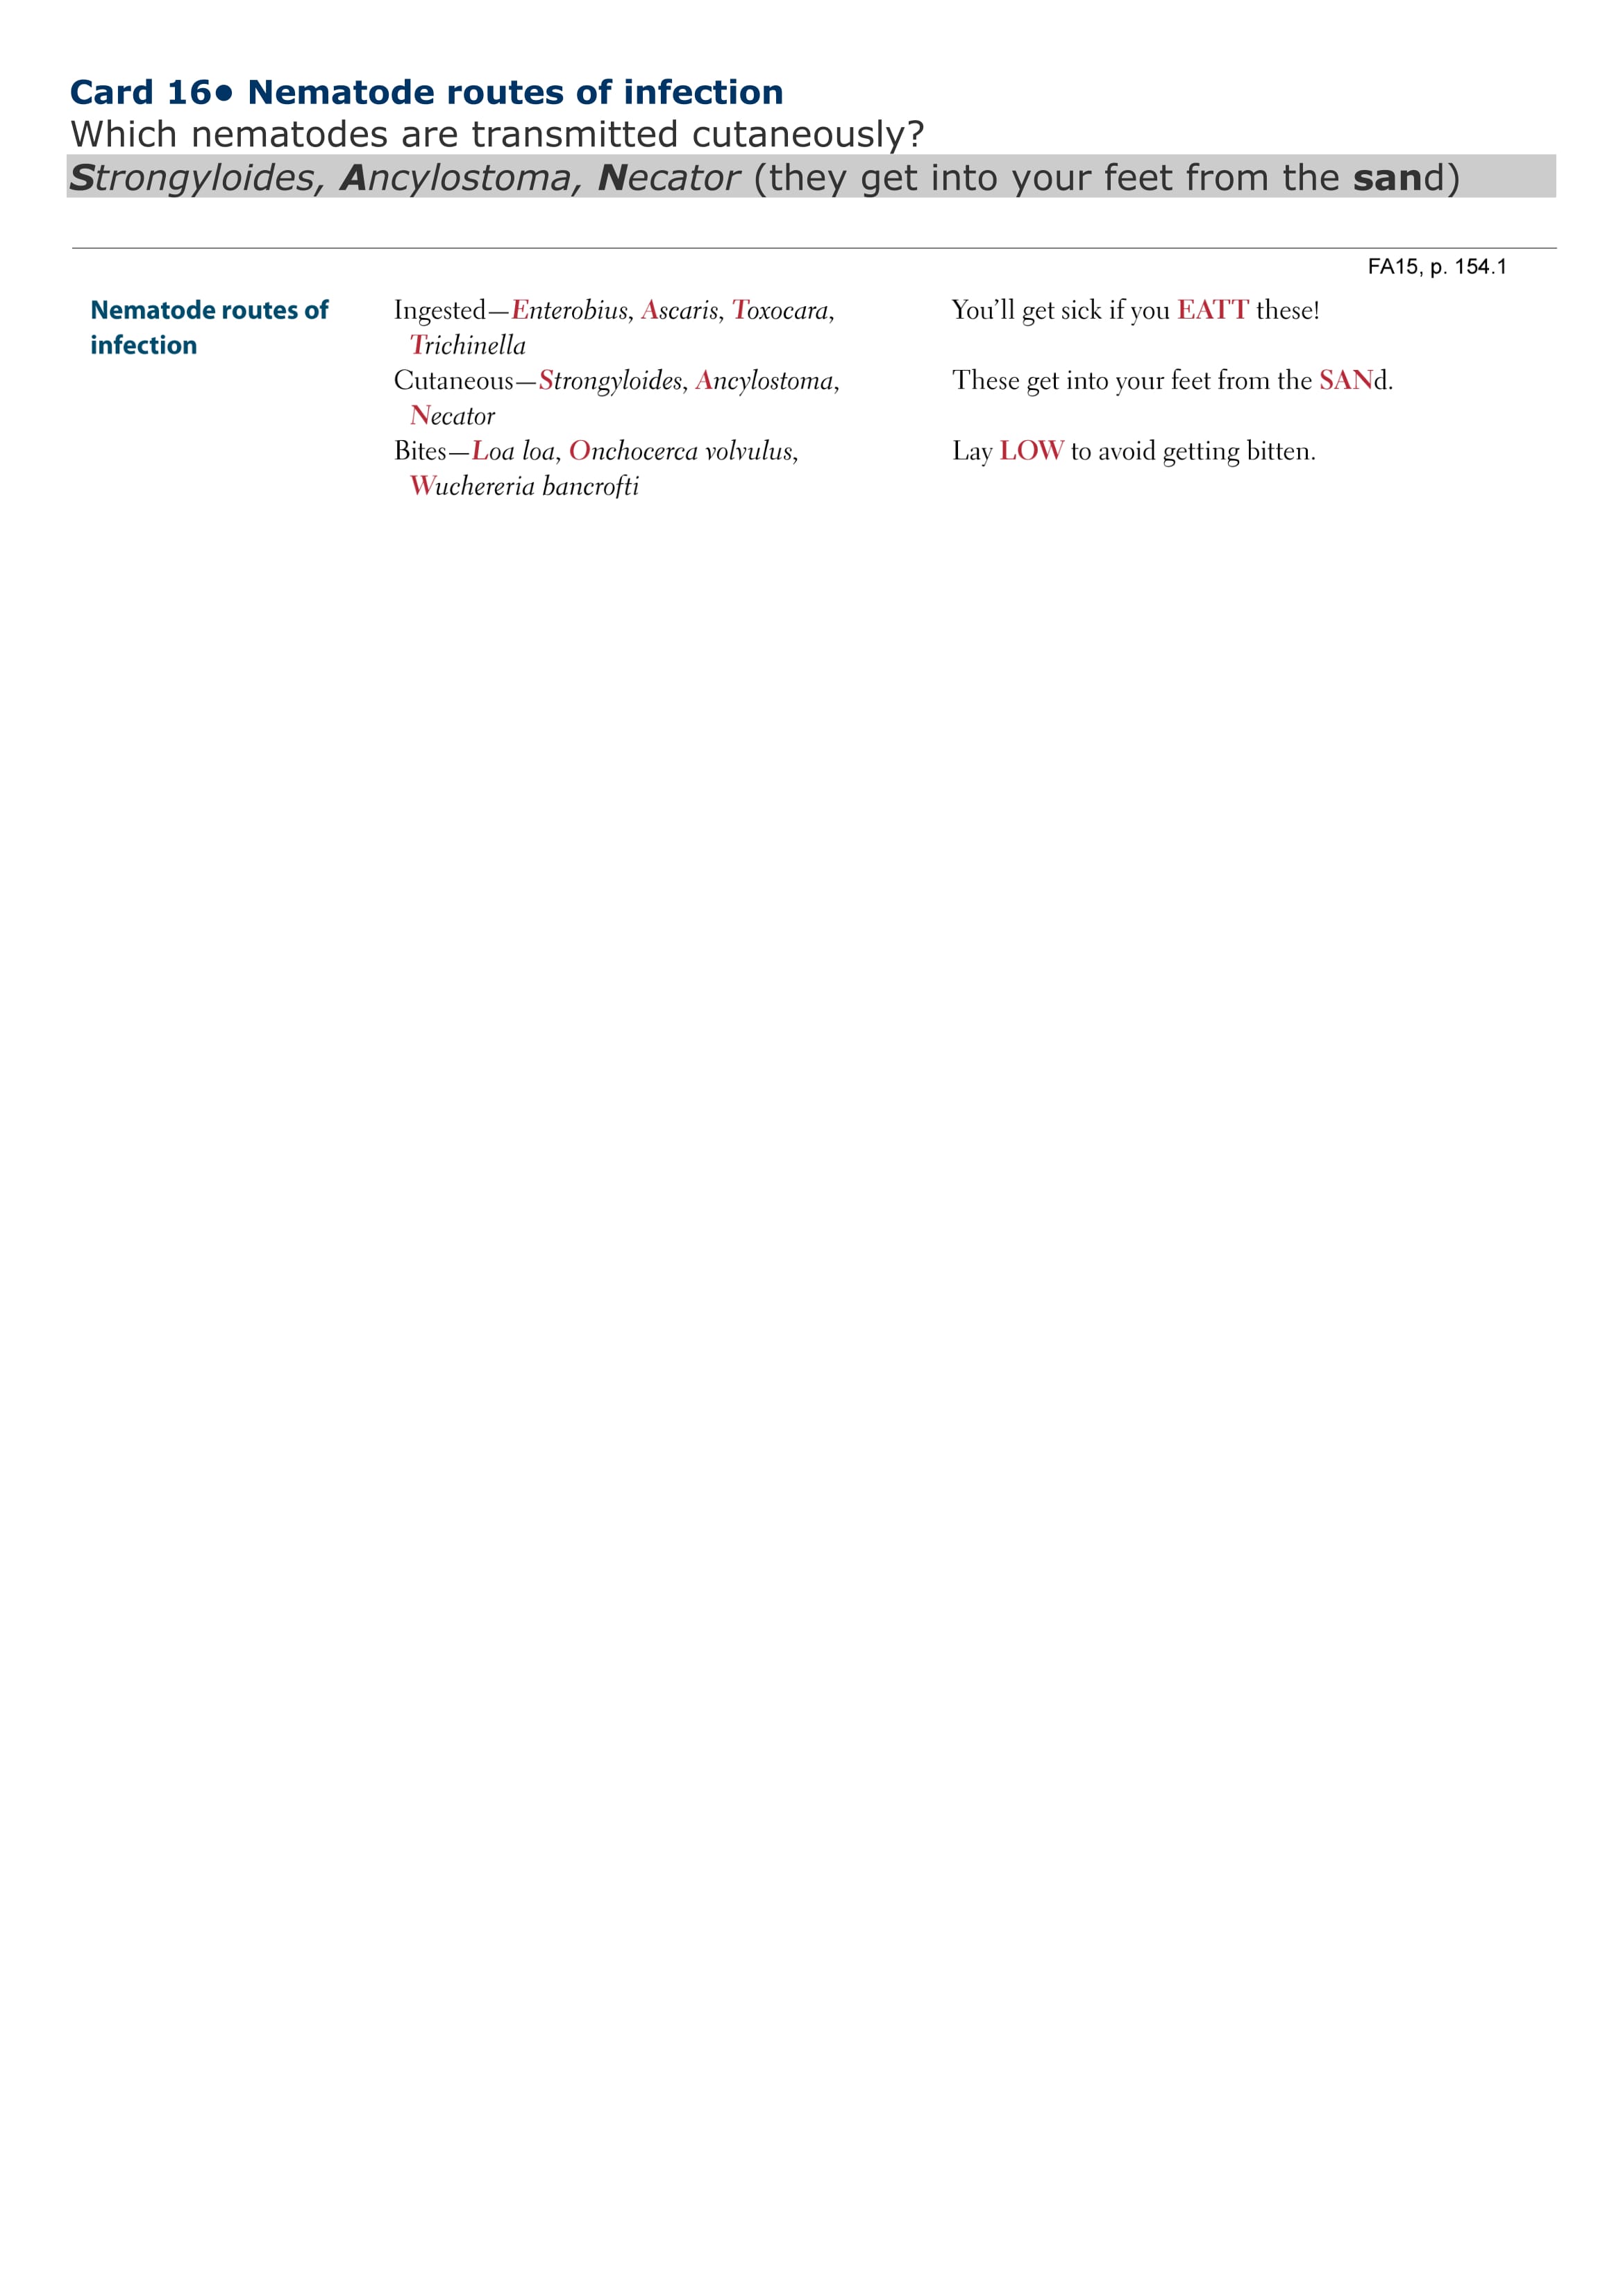 Card 16● Nematode routes of infection
Which nematodes are transmitted cutaneously?
Strongyloides, Ancylostoma, Necator (they get into your feet from the sand)
FA15, p. 154.1
Nematode routes of
infection
Ingested—Enterobius, Ascaris, Toxocara,
Trichinella
You’ll get sick if you EATT these!
Cutaneous—Strongyloides, Ancylostoma,
Necator
These get into your feet from the SANd.
Bites—Loa loa, Onchocerca volvulus,
Wuchereria bancrofti
Lay LOW to avoid getting bitten.